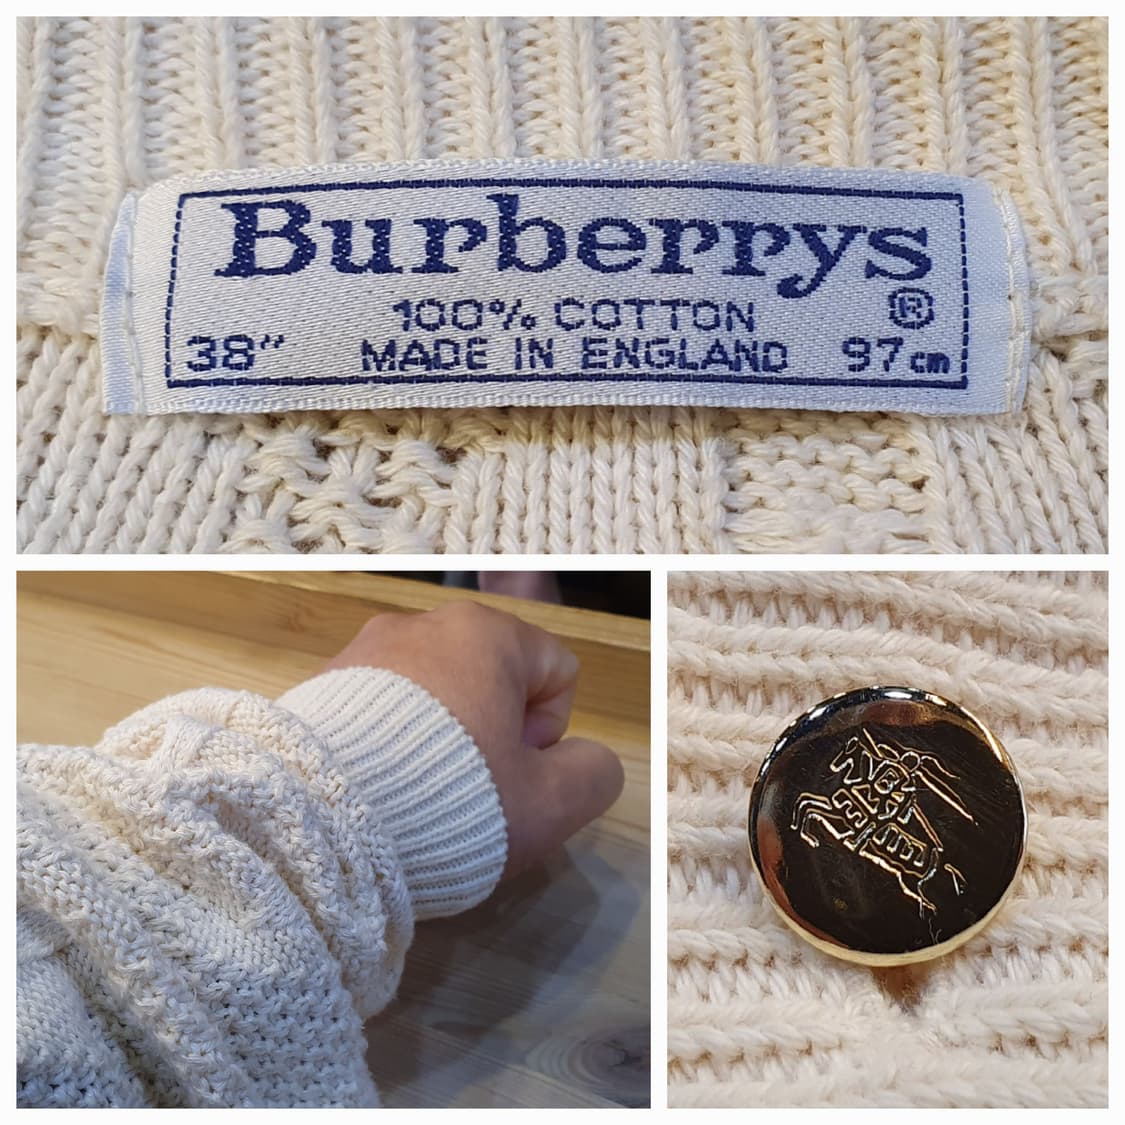 Burberrys
®
100% COTTON
38" MADE IN ENGLAND 97cm